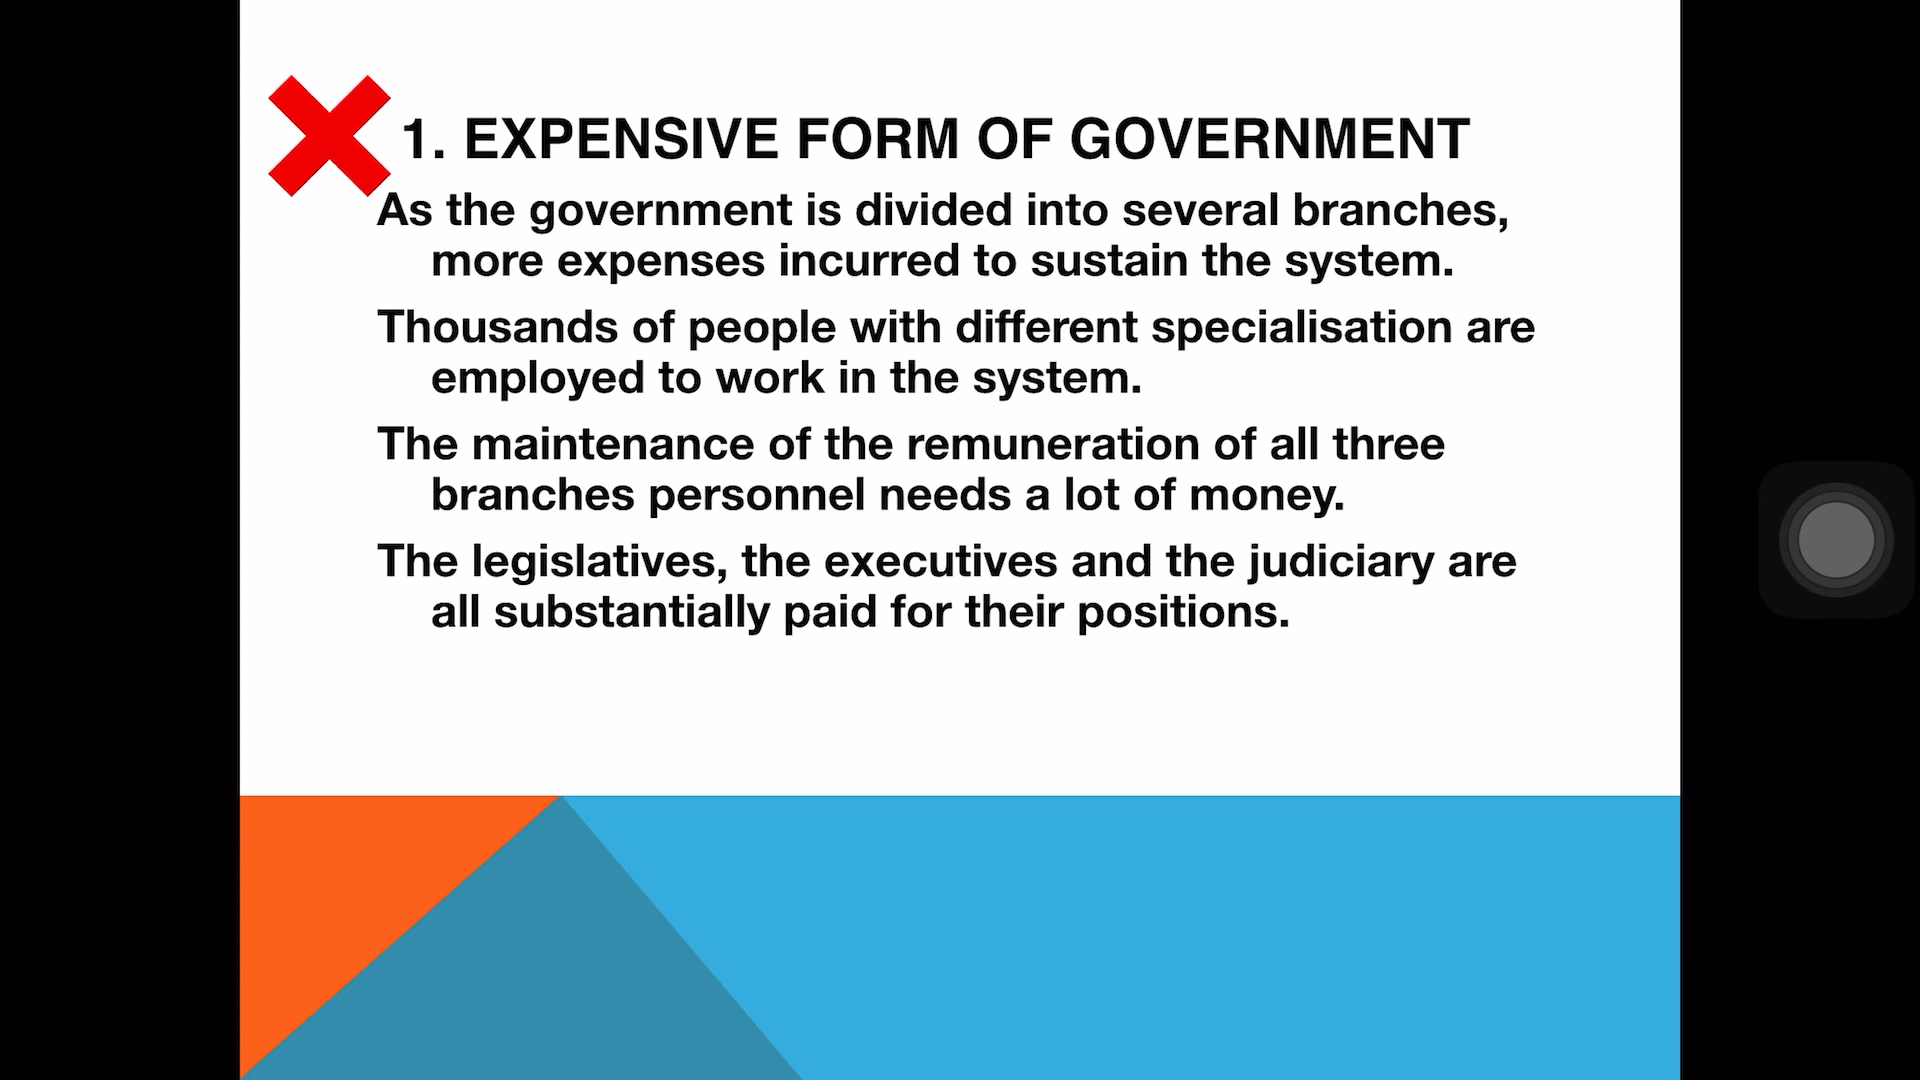 1. EXPENSIVE FORM OF GOVERNMENT
As the government is divided into several branches,
more expenses incurred to sustain the system.
Thousands of people with different specialisation are
employed to work in the system.
The maintenance of the remuneration of all three
branches personnel needs a lot of money.
The legislatives, the executives and the judiciary are
all substantially paid for their positions.